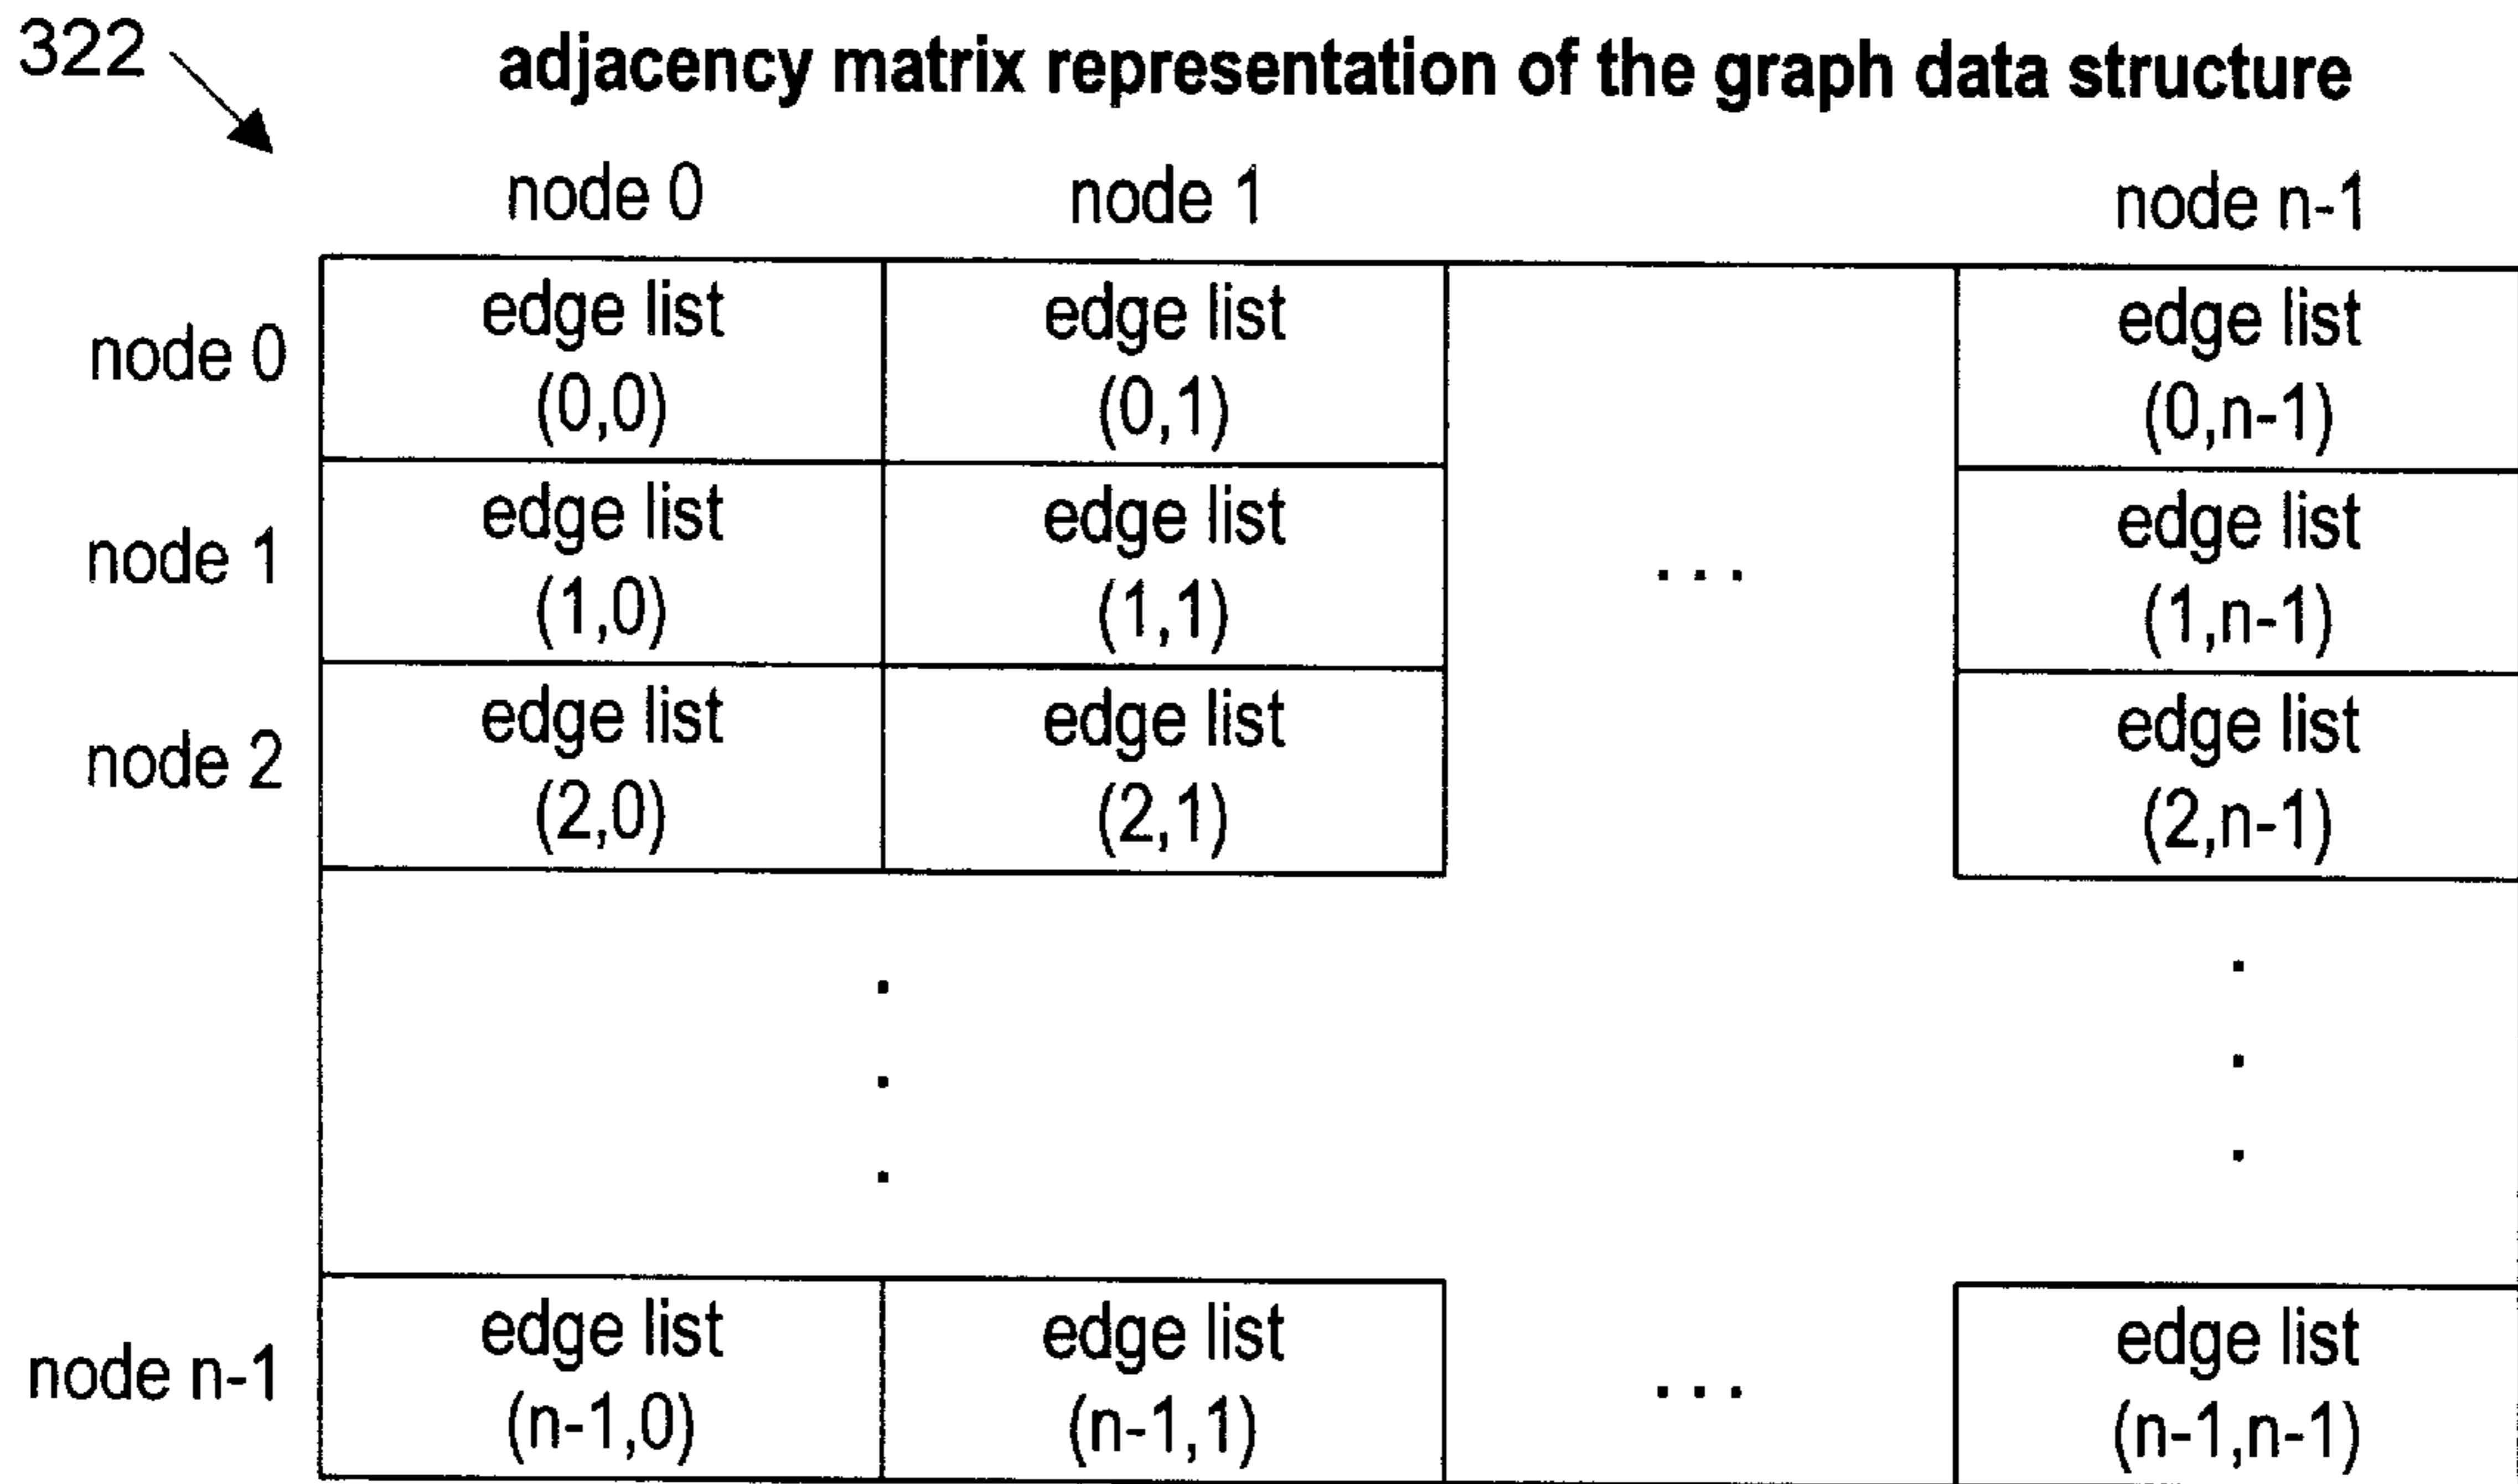 322
adjacency matrix representation of the graph data structure
node 0 node 1 node n-1
node 0
edge list
(0,0)
edge list
(0,1)
edge list
(0,n-1)
node 1
edge list
(1,0)
edge list
(1,1)
...
edge list
(1,n-1)
node 2
edge list
(2,0)
edge list
(2,1)
edge list
(2,n-1)
.
.
.
.
.
.
node n-1
edge list
(n-1,0)
edge list
(n-1,1)
...
edge list
(n-1,n-1)